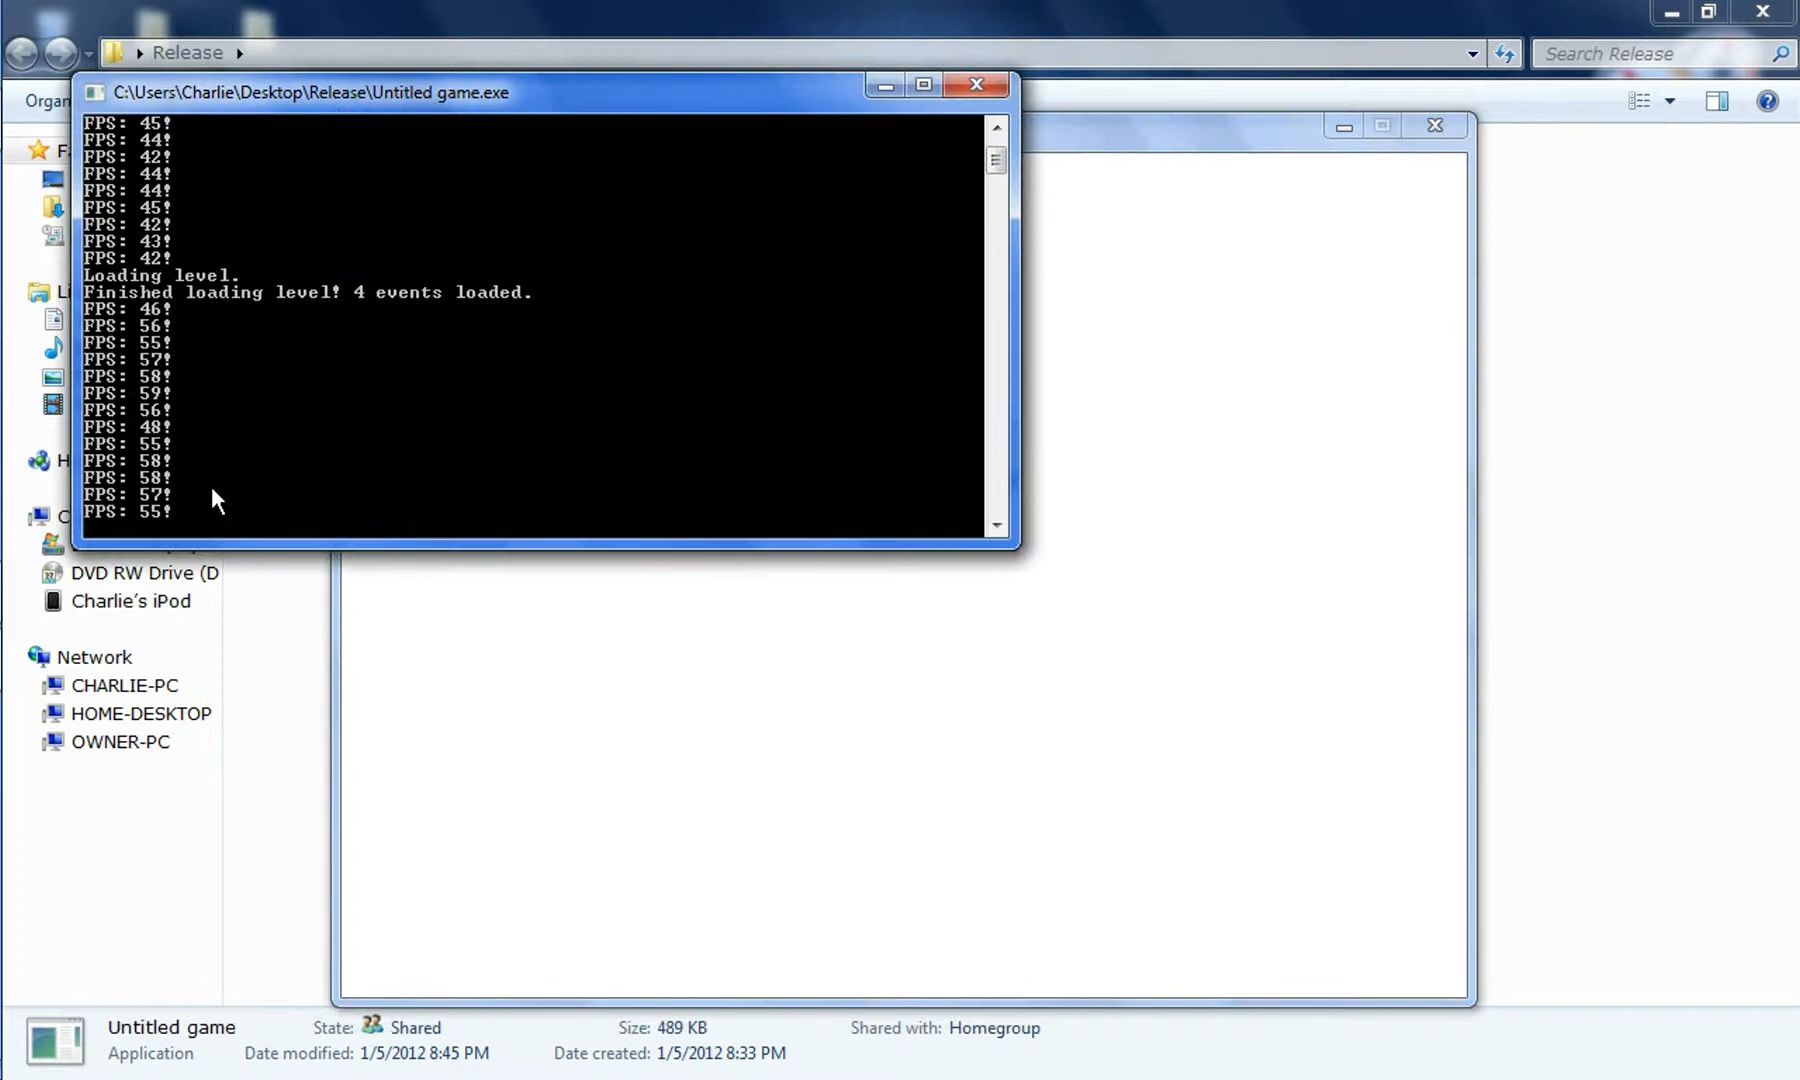 Release
Search Release
Organ
C:\Users\Charlie\Desktop\Release\Untitled game.exe
FPS: 45!
FPS: 44!
FPS: 42!
FPS: 44!
FPS: 44!
FPS: 45!
FPS: 42!
FPS: 43!
FPS: 42!
Loading level.
Finished loading level! 4 events loaded.
FPS: 46!
FPS: 56!
FPS: 55!
FPS: 57!
FPS: 58!
FPS: 59!
FPS: 56!
FPS: 48!
FPS: 55!
FPS: 58!
FPS: 58!
FPS: 57!
FPS: 55!
Fa
Li
H
C
DVD RW Drive (D
Charlie's iPod
Network
CHARLIE-PC
HOME-DESKTOP
OWNER-PC
Untitled game State: Shared Size: 489 KB Shared with: Homegroup
Application Date modified: 1/5/2012 8:45 PM Date created: 1/5/2012 8:33 PM